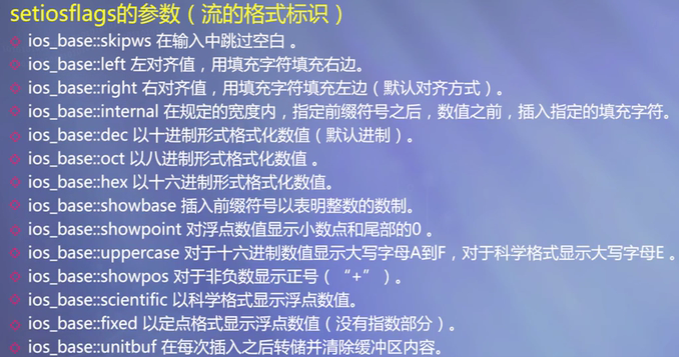 setiosflags的参数（流的格式标识）
ios_base::skipws 在输入中跳过空白 。
ios_base::left 左对齐值，用填充字符填充右边。
ios_base::right 右对齐值，用填充字符填充左边（默认对齐方式）。
ios_base::internal 在规定的宽度内，指定前缀符号之后，数值之前，插入指定的填充字符。
ios_base::dec 以十进制形式格式化数值（默认进制）。
ios_base::oct 以八进制形式格式化数值 。
ios_base::hex 以十六进制形式格式化数值。
ios_base::showbase 插入前缀符号以表明整数的数制。
ios_base::showpoint 对浮点数值显示小数点和尾部的0 。
ios_base::uppercase 对于十六进制数值显示大写字母A到F，对于科学格式显示大写字母E 。
ios_base::showpos 对于非负数显示正号（“+”）。
ios_base::scientific 以科学格式显示浮点数值。
ios_base::fixed 以定点格式显示浮点数值（没有指数部分）。
ios_base::unitbuf 在每次插入之后转储并清除缓冲区内容。